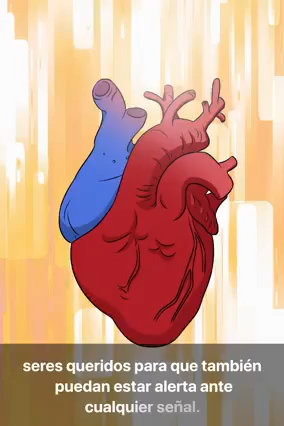 seres queridos para que también
puedan estar alerta ante
cualquier señal.